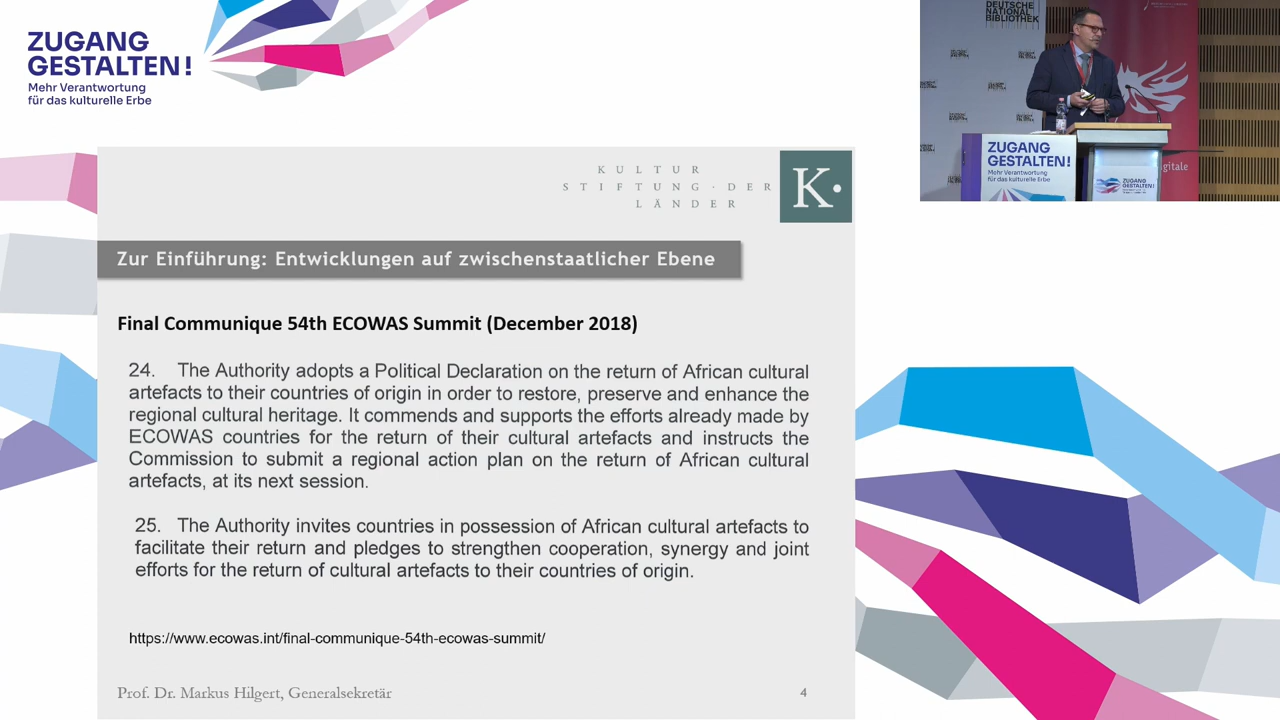 ZUGANG
GESTALTEN!
Mehr Verantwortung
für das kulturelle Erbe
DEUTSCHE
NATIONAL
BIBLIOTHEK
ZUGANG
GESTALTEN!
Mehr Verantwortung
für das kulturelle Erbe
ZUGANG
GESTALTEN!
gitale
KULTUR
STIFTUNG · DER
LÄNDER
K·
Zur Einführung: Entwicklungen auf zwischenstaatlicher Ebene
Final Communique 54th ECOWAS Summit (December 2018)
24. The Authority adopts a Political Declaration on the return of African cultural
artefacts to their countries of origin in order to restore, preserve and enhance the
regional cultural heritage. It commends and supports the efforts already made by
ECOWAS countries for the return of their cultural artefacts and instructs the
Commission to submit a regional action plan on the return of African cultural
artefacts, at its next session.
25. The Authority invites countries in possession of African cultural artefacts to
facilitate their return and pledges to strengthen cooperation, synergy and joint
efforts for the return of cultural artefacts to their countries of origin.
https://www.ecowas.int/final-communique-54th-ecowas-summit/
Prof. Dr. Markus Hilgert, Generalsekretär
4